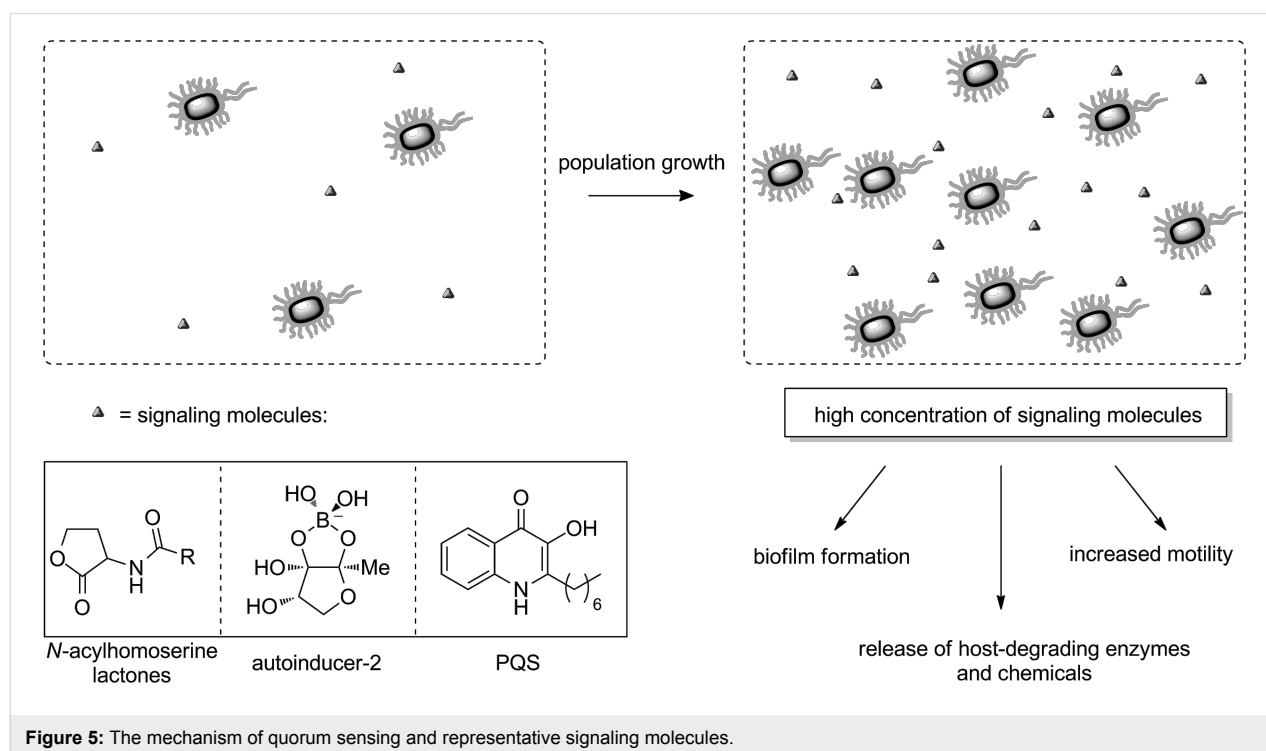 population growth
= signaling molecules:
high concentration of signaling molecules
HO
OH
B
−
O
O
O
HO
Me
HO
O
O
N
H
R
O
O
O
OH
N
H
6
biofilm formation
increased motility
N-acylhomoserine
lactones
autoinducer-2
PQS
release of host-degrading enzymes
and chemicals
Figure 5: The mechanism of quorum sensing and representative signaling molecules.